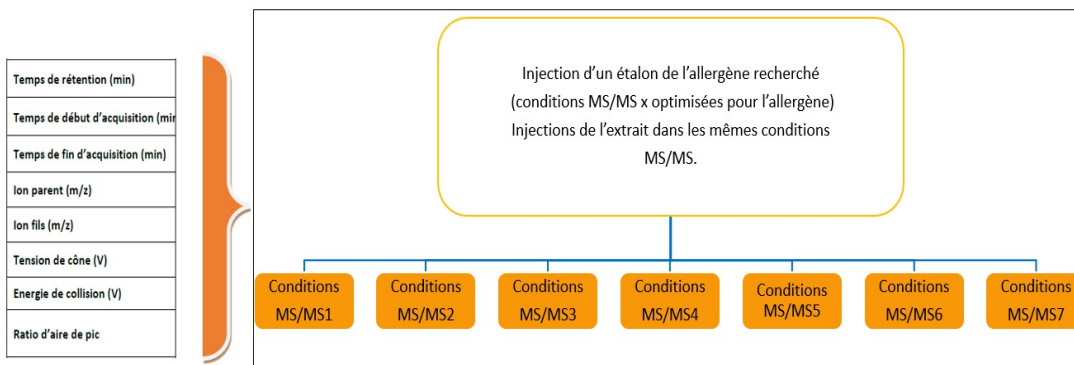 Temps de rétention (min)
Temps de début d'acquisition (min
Temps de fin d'acquisition (min)
Ion parent (m/z)
Ion fils (m/z)
Tension de cône (V)
Energie de collision (V)
Ratio d'aire de pic
Injection d'un étalon de l'allergène recherché
(conditions MS/MS x optimisées pour l'allergène)
Injections de l'extrait dans les mêmes conditions
MS/MS.
Conditions
MS/MS1
Conditions
MS/MS2
Conditions
MS/MS3
Conditions
MS/MS4
Conditions
MS/MS5
Conditions
MS/MS6
Conditions
MS/MS7